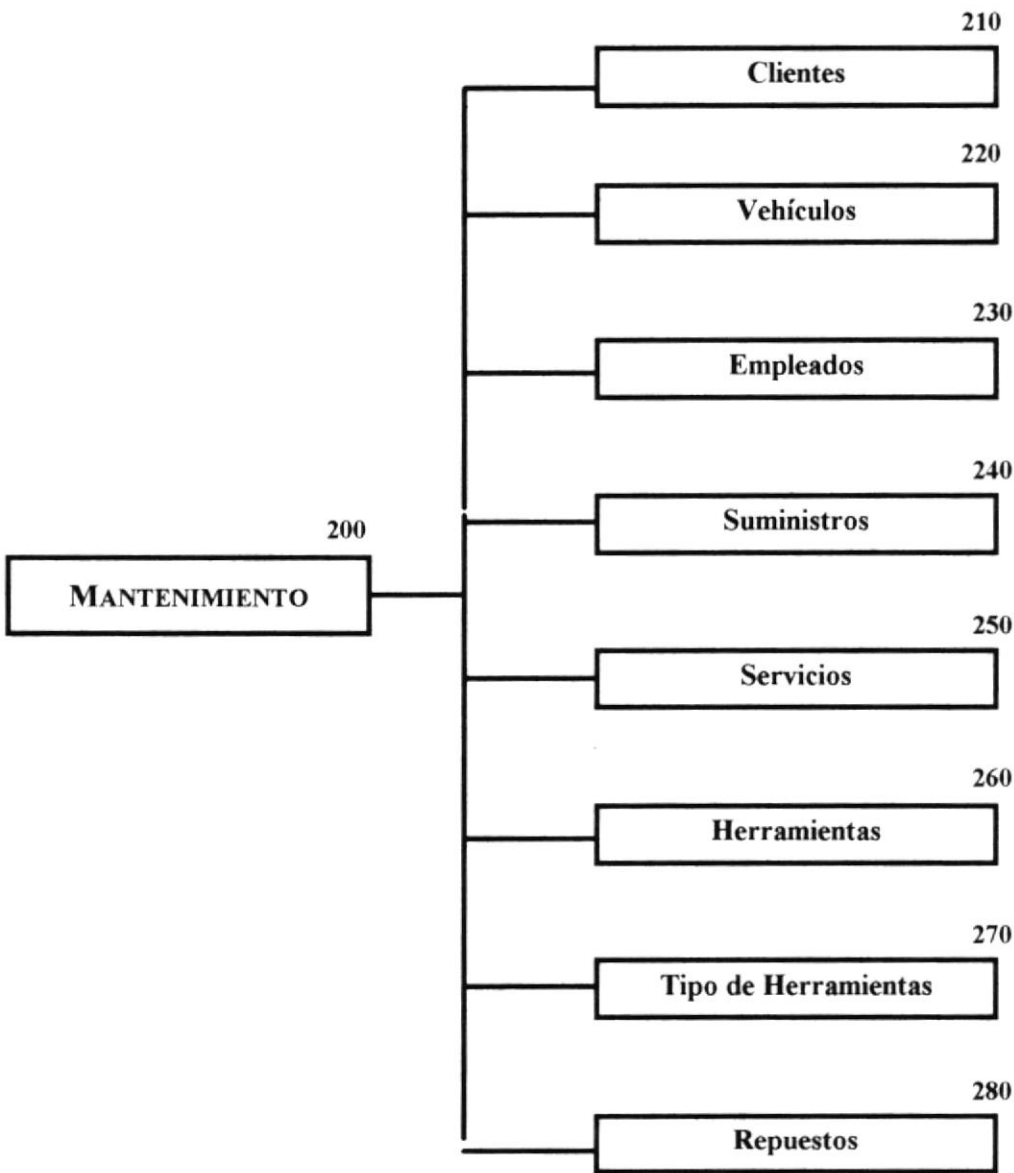 210
Clientes
220
Vehículos
230
Empleados
240
Suministros
200
MANTENIMIENTO
250
Servicios
260
Herramientas
270
Tipo de Herramientas
280
Repuestos